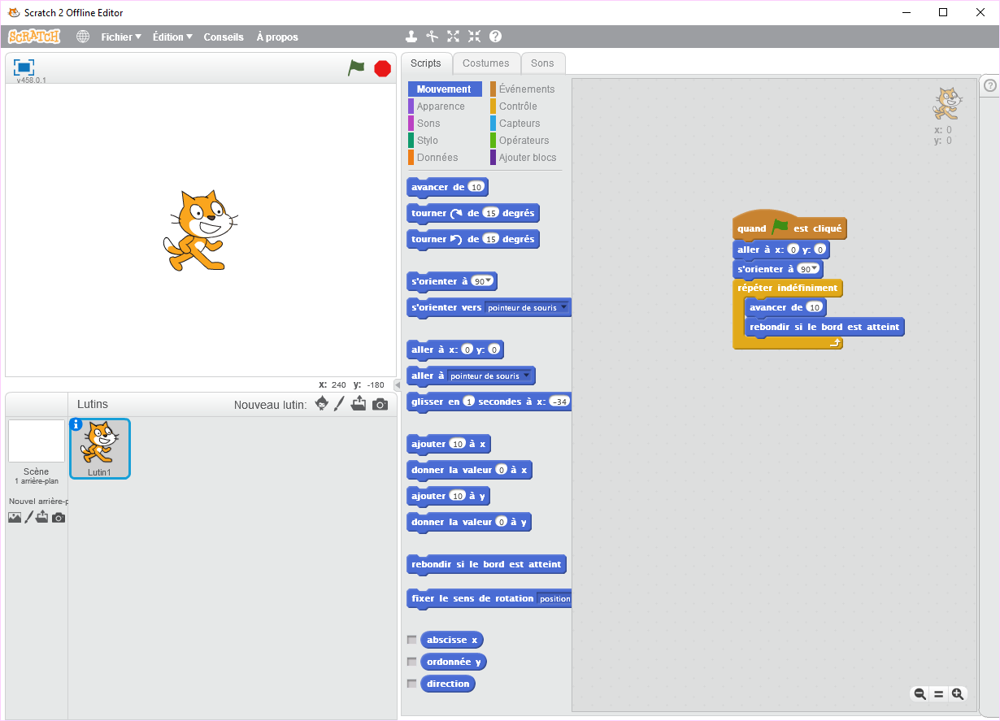 Scratch 2 Offline Editor
SCRATCH Fichier Édition Conseils À propos
v458.0.1
Scripts Costumes Sons
Mouvement Événements
Apparence Contrôle
Sons Capteurs
Stylo Opérateurs
Données Ajouter blocs
avancer de 10
tourner de 15 degrés
tourner de 15 degrés
s'orienter à 90
s'orienter vers pointeur de souris
aller à x: 0 y: 0
aller à pointeur de souris
glisser en 1 secondes à x: -34
ajouter 10 à x
donner la valeur 0 à x
ajouter 10 à y
donner la valeur 0 à y
rebondir si le bord est atteint
fixer le sens de rotation position
abscisse x
ordonnée y
direction
x: 0
y: 0
quand est cliqué
aller à x: 0 y: 0
s'orienter à 90
répéter indéfiniment
avancer de 10
rebondir si le bord est atteint
x: 240 y: -180
Lutins Nouveau lutin:
Lutin1
Scène
1 arrière-plan
Nouvel arrière-p